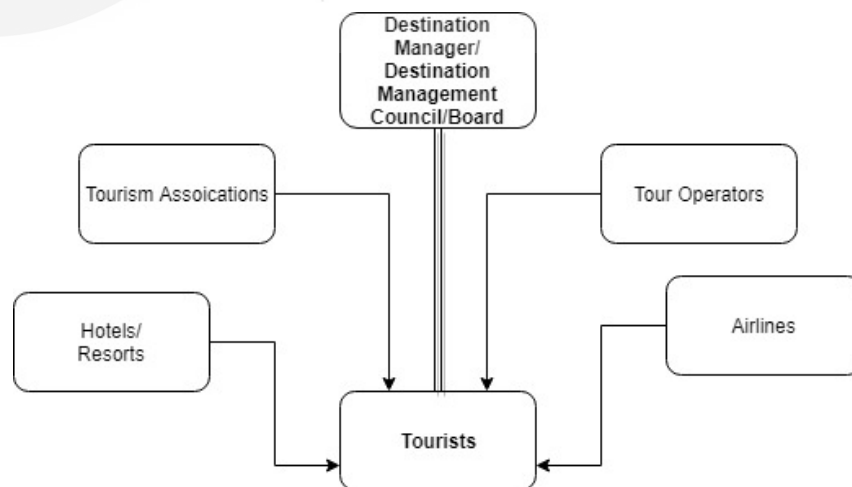 Destination
Manager/
Destination
Management
Council/Board
Tourism Assoications
Tour Operators
Hotels/
Resorts
Airlines
Tourists